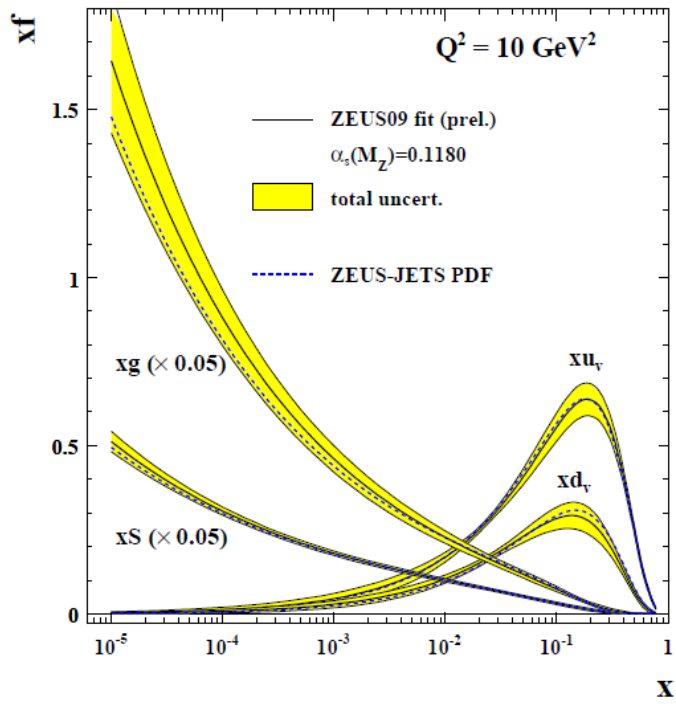 xf
Q² = 10 GeV²
ZEUS09 fit (prel.)
αₛ(M_Z)=0.1180
total uncert.
ZEUS-JETS PDF
1.5
1
0.5
0
xg (× 0.05)
xS (× 0.05)
xuᵥ
xdᵥ
10⁻⁵ 10⁻⁴ 10⁻³ 10⁻² 10⁻¹ 1
x